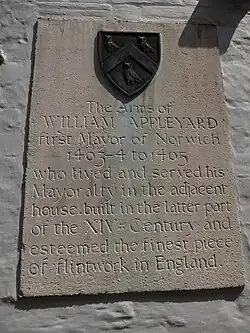 The Arms of
WILLIAM APPLEYARD
first Mayor of Norwich
1403-4 to 1405
who lived and served his
Mayoralty in the adjacent
house, built in the latter part
of the XIVth Century and
esteemed the finest piece
of flintwork in England.